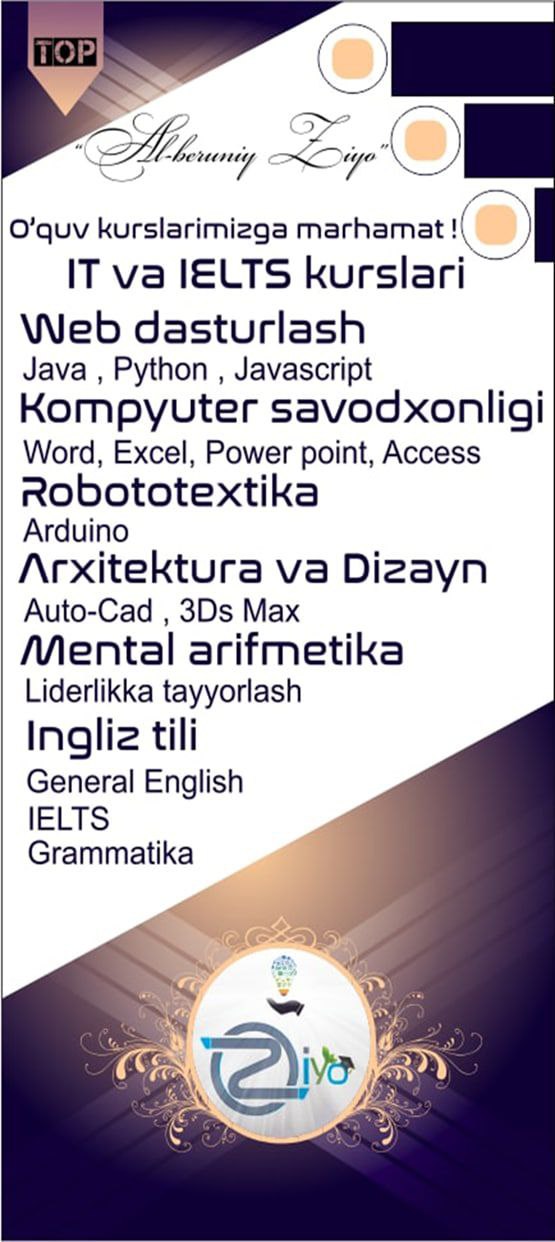 TOP
"Al-beruniy Ziyo"
O'quv kurslarimizga marhamat !
IT va IELTS kurslari
Web dasturlash
Java , Python , Javascript
Kompyuter savodxonligi
Word, Excel, Power point, Access
Robototextika
Arduino
Arxitektura va Dizayn
Auto-Cad , 3Ds Max
Mental arifmetika
Liderlikka tayyorlash
Ingliz tili
General English
IELTS
Grammatika
Ziyo